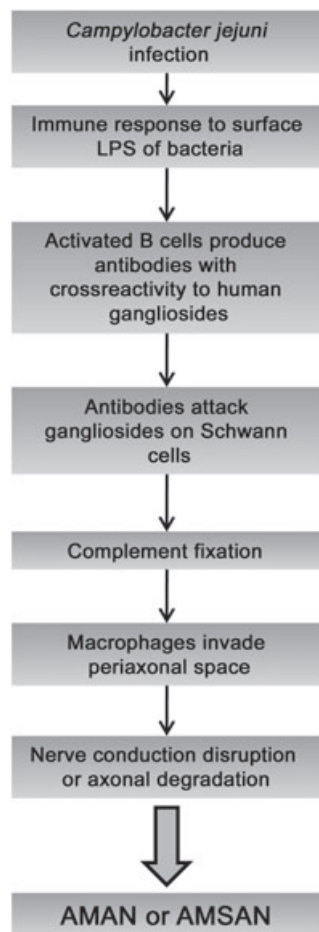 Campylobacter jejuni
infection
Immune response to surface
LPS of bacteria
Activated B cells produce
antibodies with
crossreactivity to human
gangliosides
Antibodies attack
gangliosides on Schwann
cells
Complement fixation
Macrophages invade
periaxonal space
Nerve conduction disruption
or axonal degradation
AMAN or AMSAN